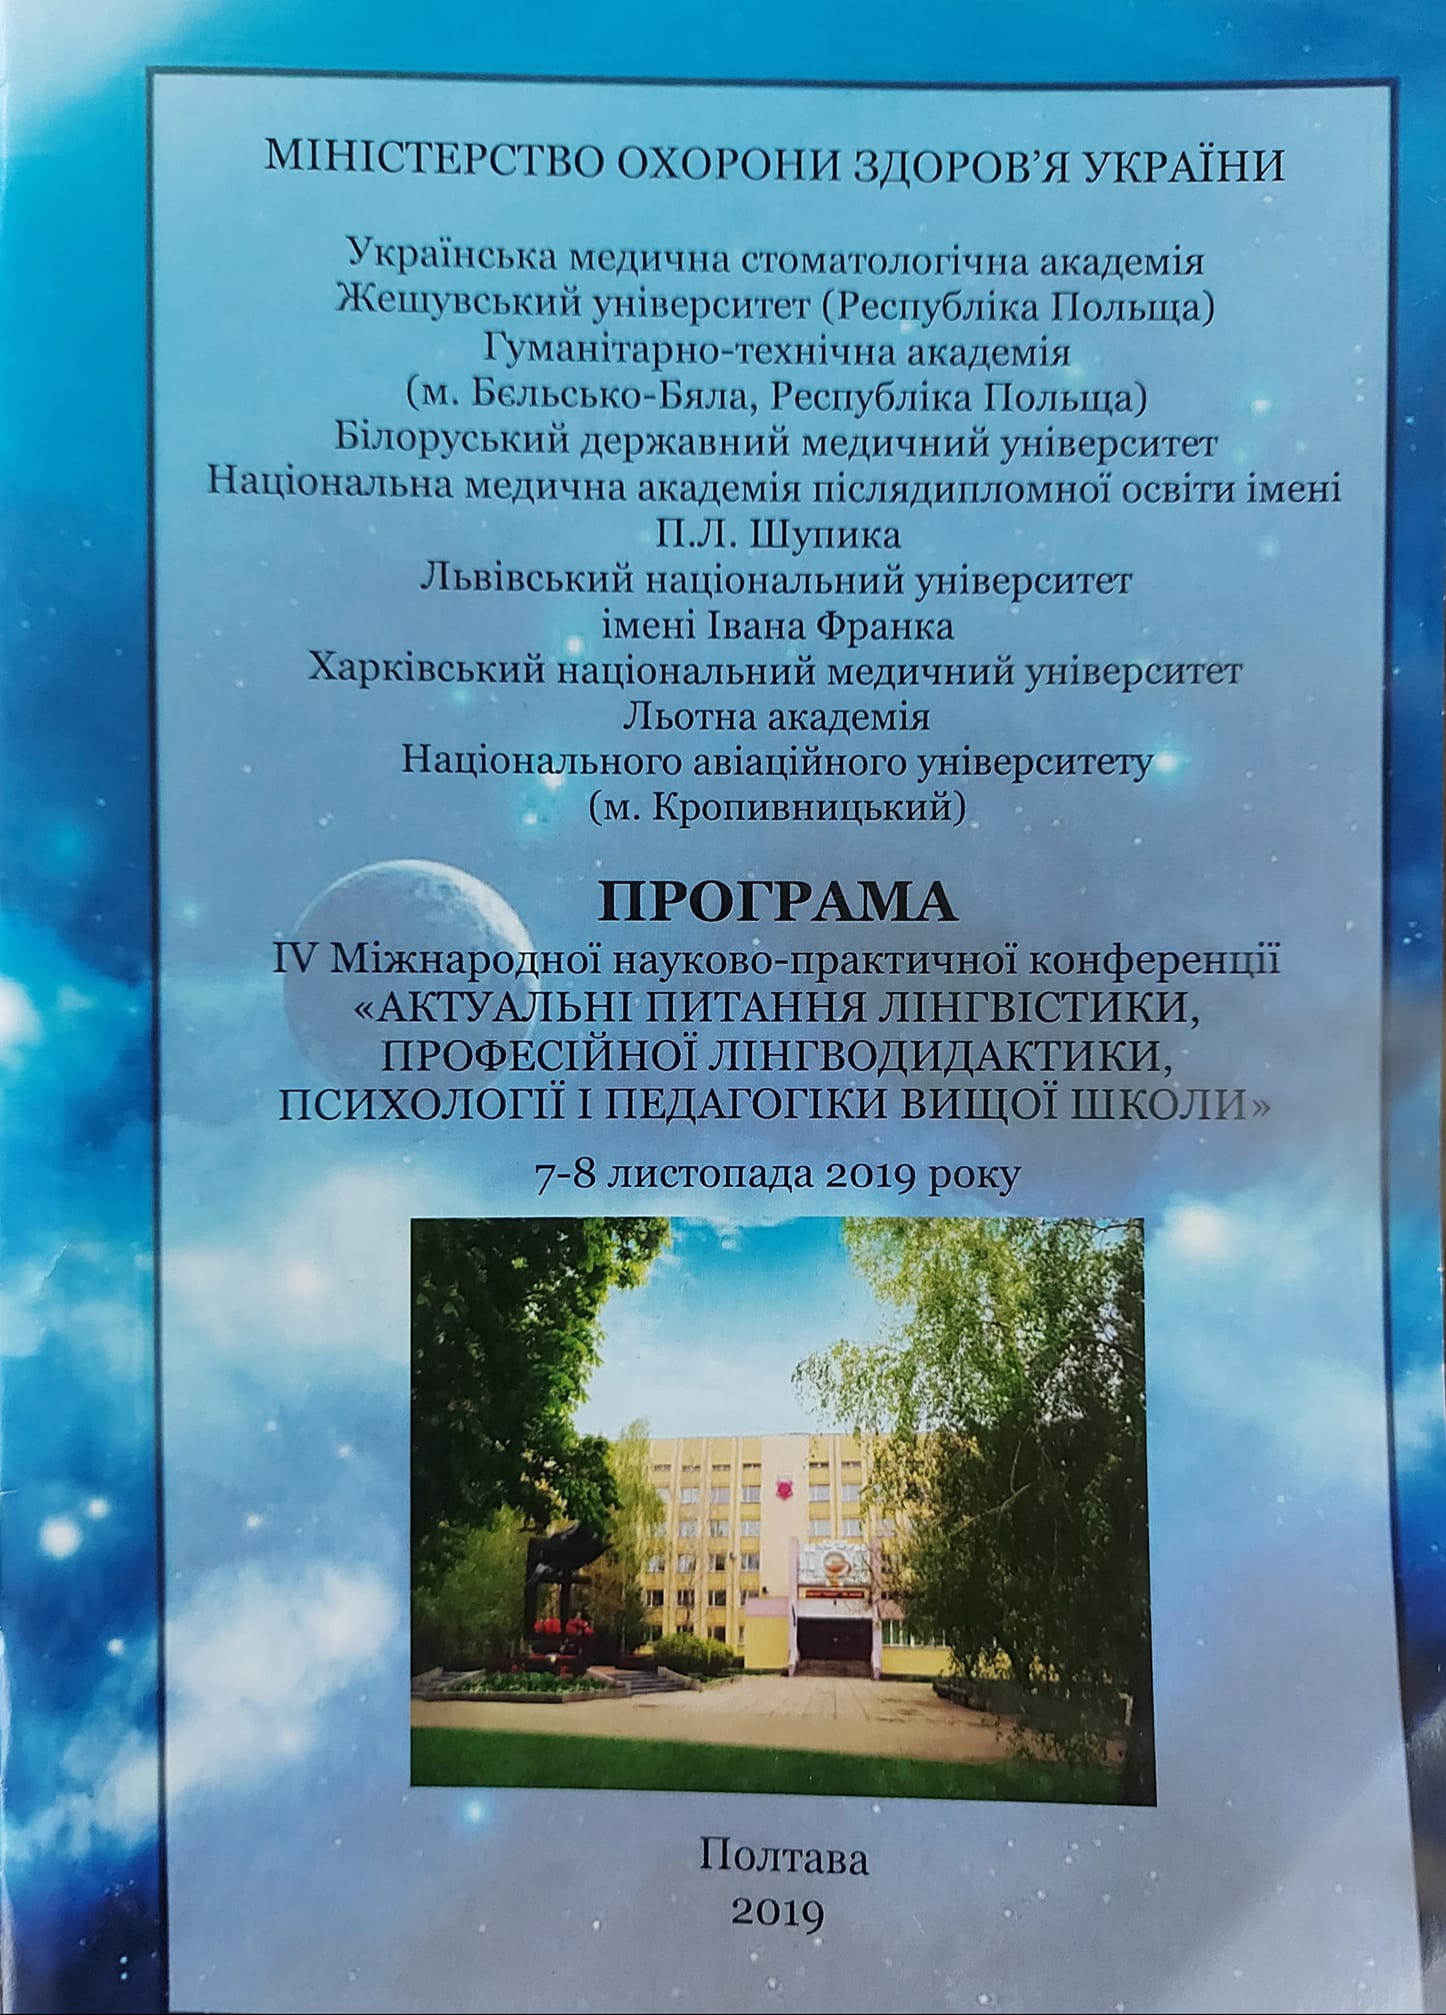 МІНІСТЕРСТВО ОХОРОНИ ЗДОРОВ’Я УКРАЇНИ
Українська медична стоматологічна академія
Жешувський університет (Республіка Польща)
Гуманітарно-технічна академія
(м. Бєльсько-Бяла, Республіка Польща)
Білоруський державний медичний університет
Національна медична академія післядипломної освіти імені
П.Л. Шупика
Львівський національний університет
імені Івана Франка
Харківський національний медичний університет
Льотна академія
Національного авіаційного університету
(м. Кропивницький)
ПРОГРАМА
IV Міжнародної науково-практичної конференції
«АКТУАЛЬНІ ПИТАННЯ ЛІНГВІСТИКИ,
ПРОФЕСІЙНОЇ ЛІНГВОДИДАКТИКИ,
ПСИХОЛОГІЇ І ПЕДАГОГІКИ ВИЩОЇ ШКОЛИ»
7-8 листопада 2019 року
Полтава
2019